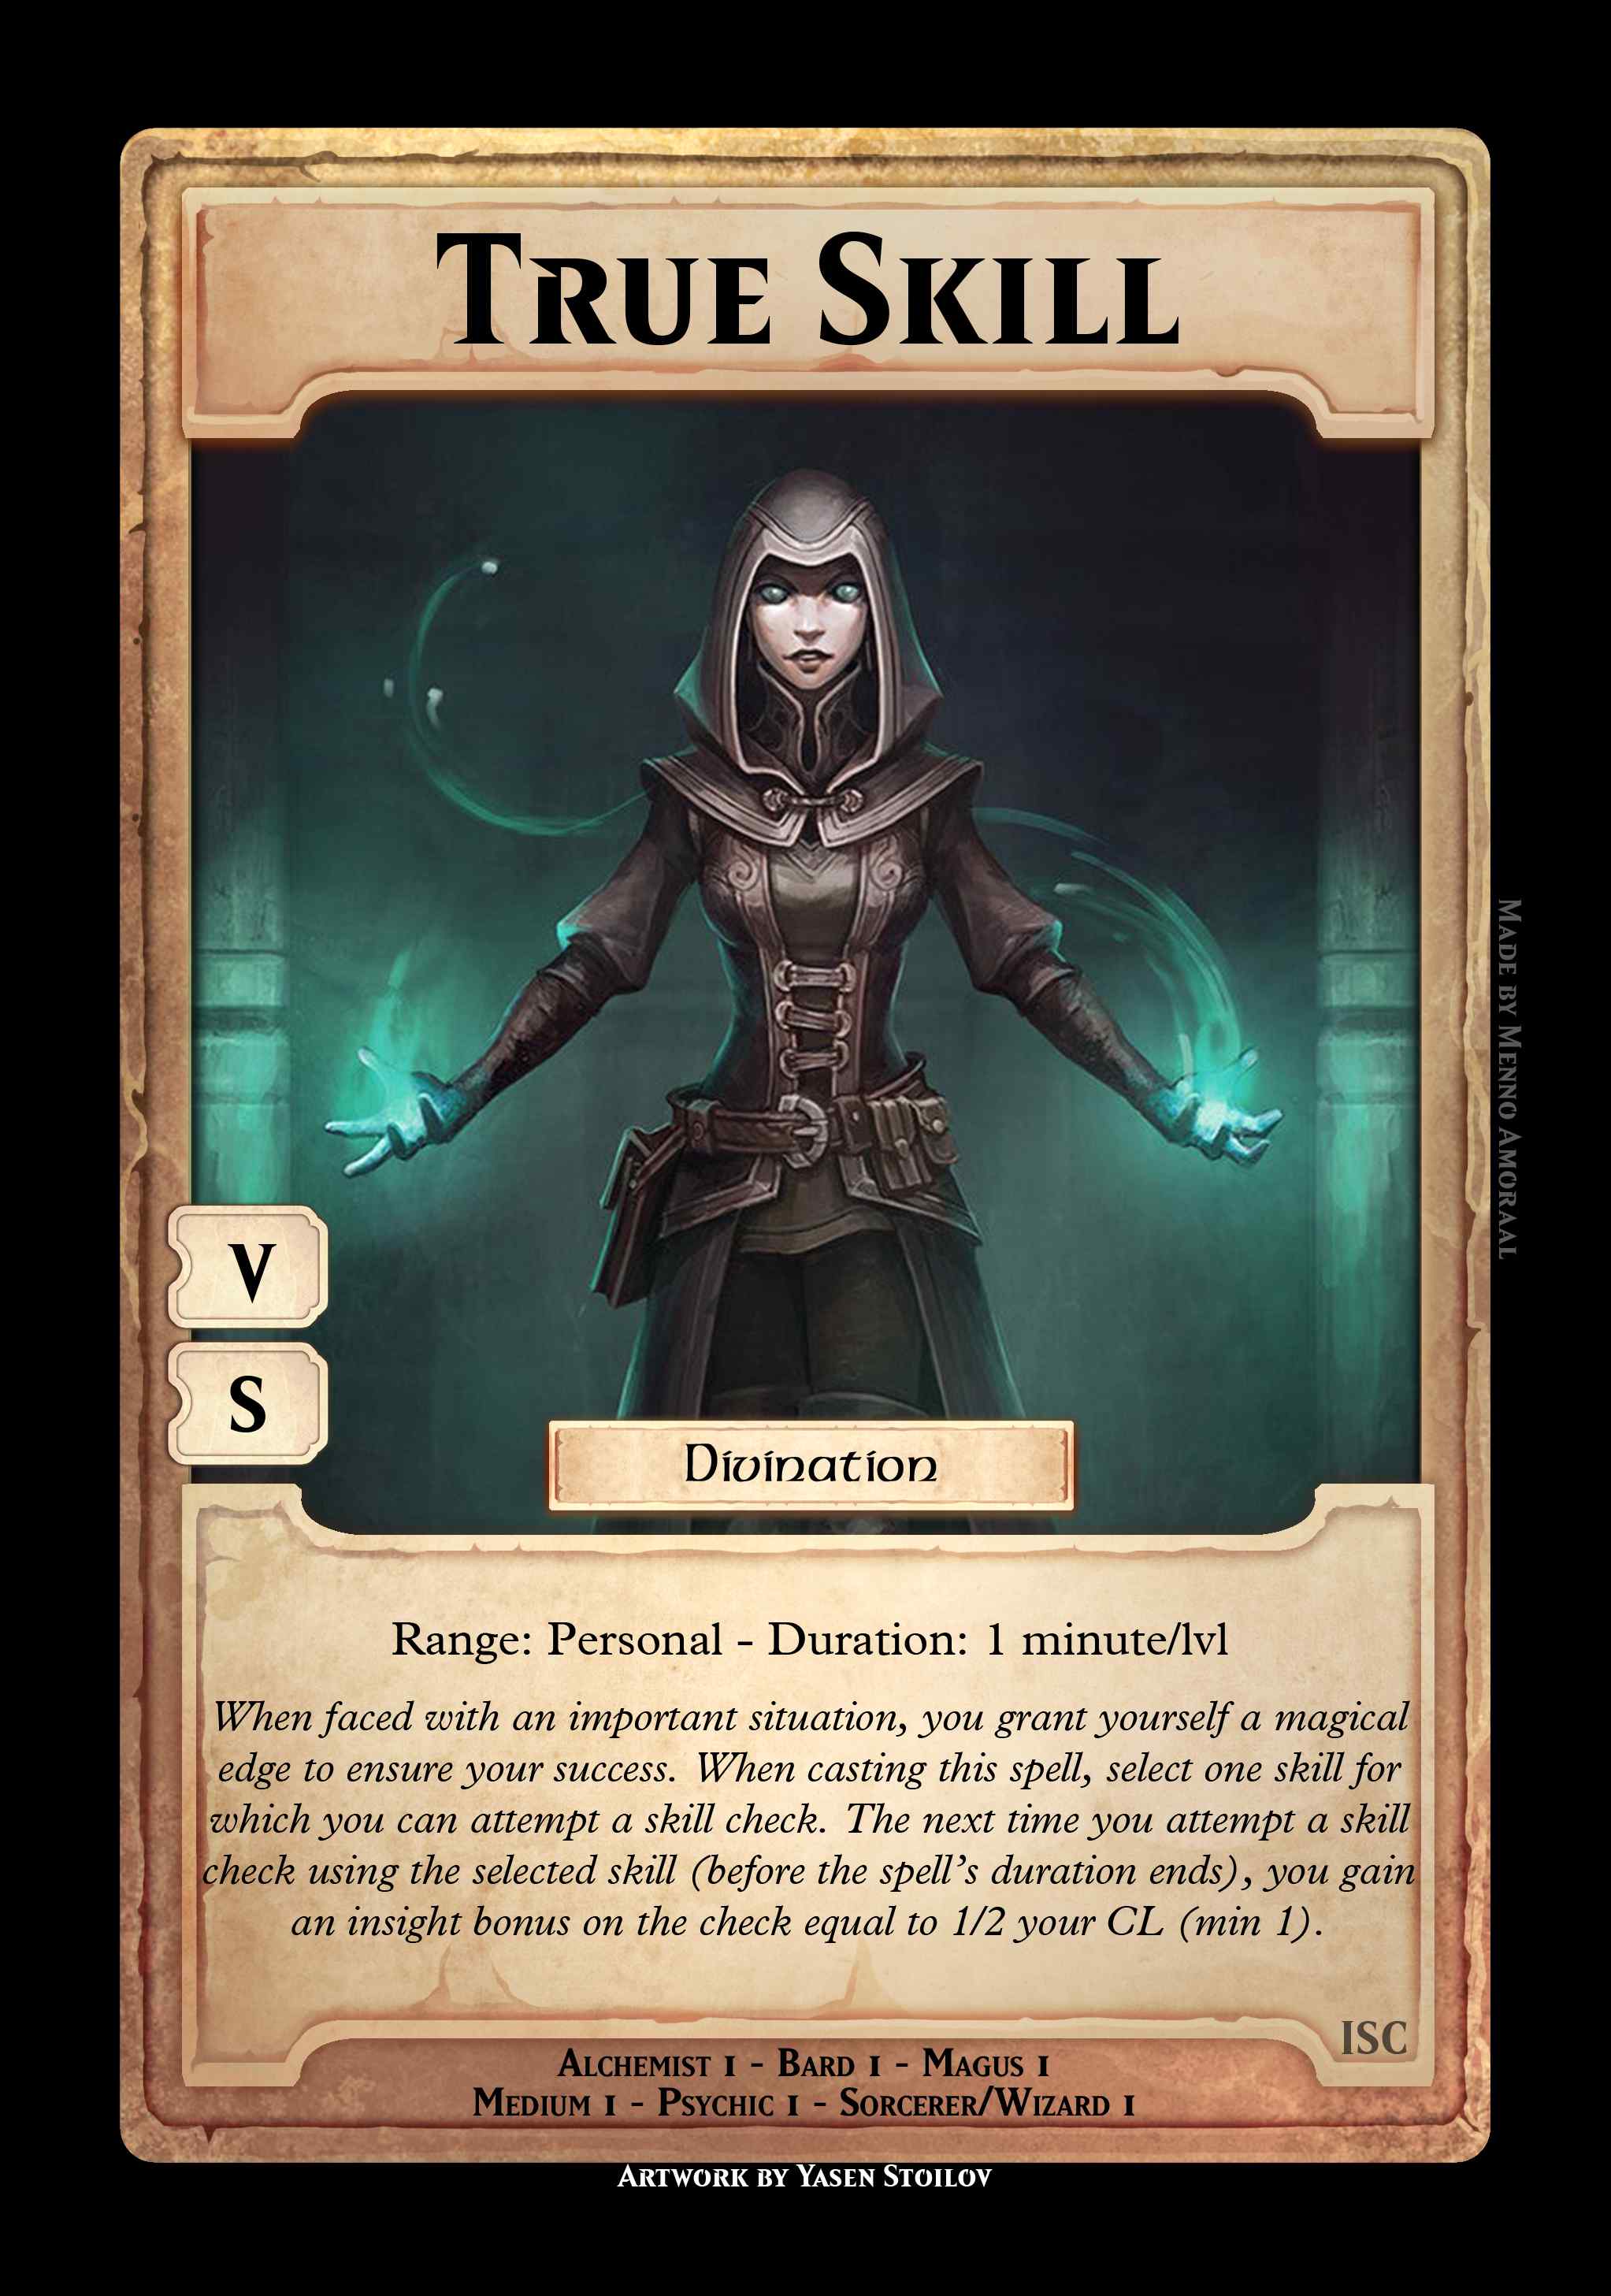 True Skill
V
S
Divination
Range: Personal - Duration: 1 minute/lvl
When faced with an important situation, you grant yourself a magical
edge to ensure your success. When casting this spell, select one skill for
which you can attempt a skill check. The next time you attempt a skill
check using the selected skill (before the spell’s duration ends), you gain
an insight bonus on the check equal to 1/2 your CL (min 1).
ISC
Alchemist 1 - Bard 1 - Magus 1
Medium 1 - Psychic 1 - Sorcerer/Wizard 1
Artwork by Yasen Stoilov
Made by Menno Amoraal